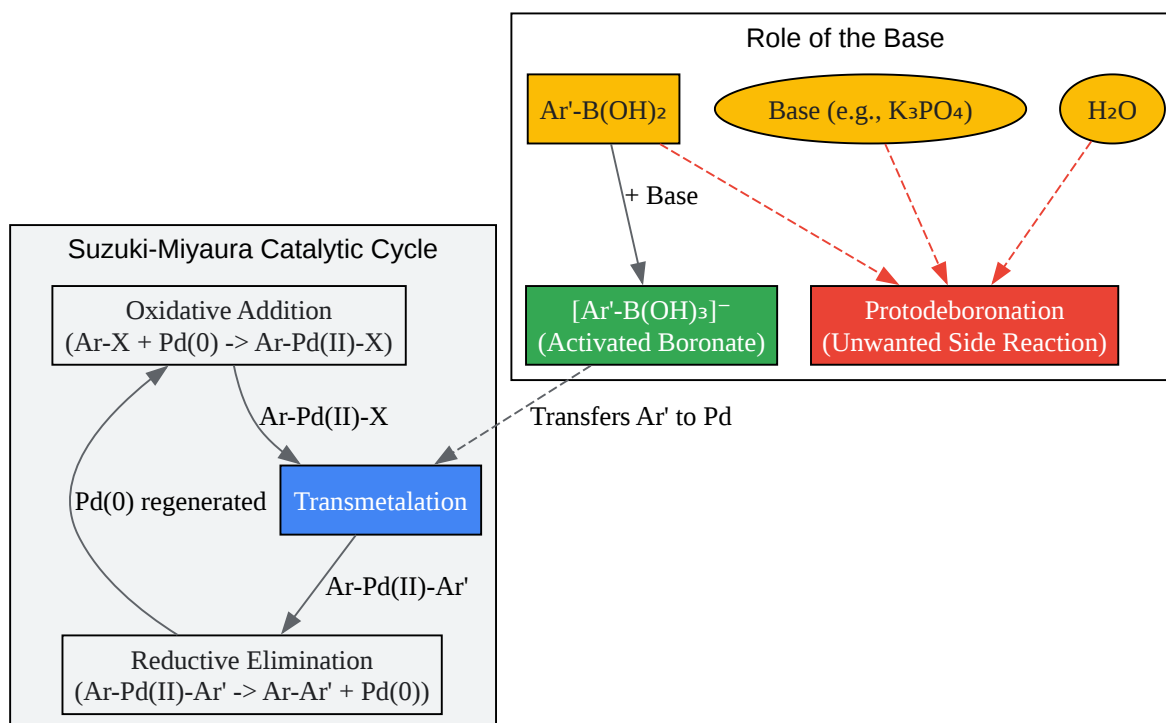 Role of the Base
Ar'-B(OH)₂
Base (e.g., K₃PO₄)
H₂O
+ Base
[Ar'-B(OH)₃]⁻
(Activated Boronate)
Protodeboronation
(Unwanted Side Reaction)
Transfers Ar' to Pd
Suzuki-Miyaura Catalytic Cycle
Oxidative Addition
(Ar-X + Pd(0) -> Ar-Pd(II)-X)
Ar-Pd(II)-X
Pd(0) regenerated
Transmetalation
Ar-Pd(II)-Ar'
Reductive Elimination
(Ar-Pd(II)-Ar' -> Ar-Ar' + Pd(0))